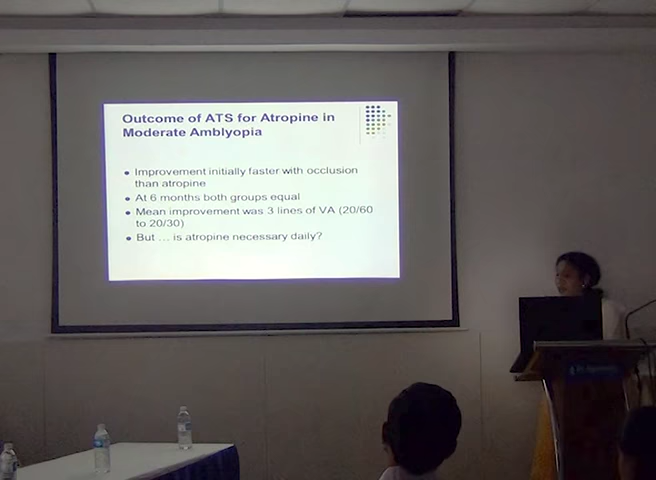 Outcome of ATS for Atropine in
Moderate Amblyopia
• Improvement initially faster with occlusion
than atropine
• At 6 months both groups equal
• Mean improvement was 3 lines of VA (20/60
to 20/30)
• But ... is atropine necessary daily?